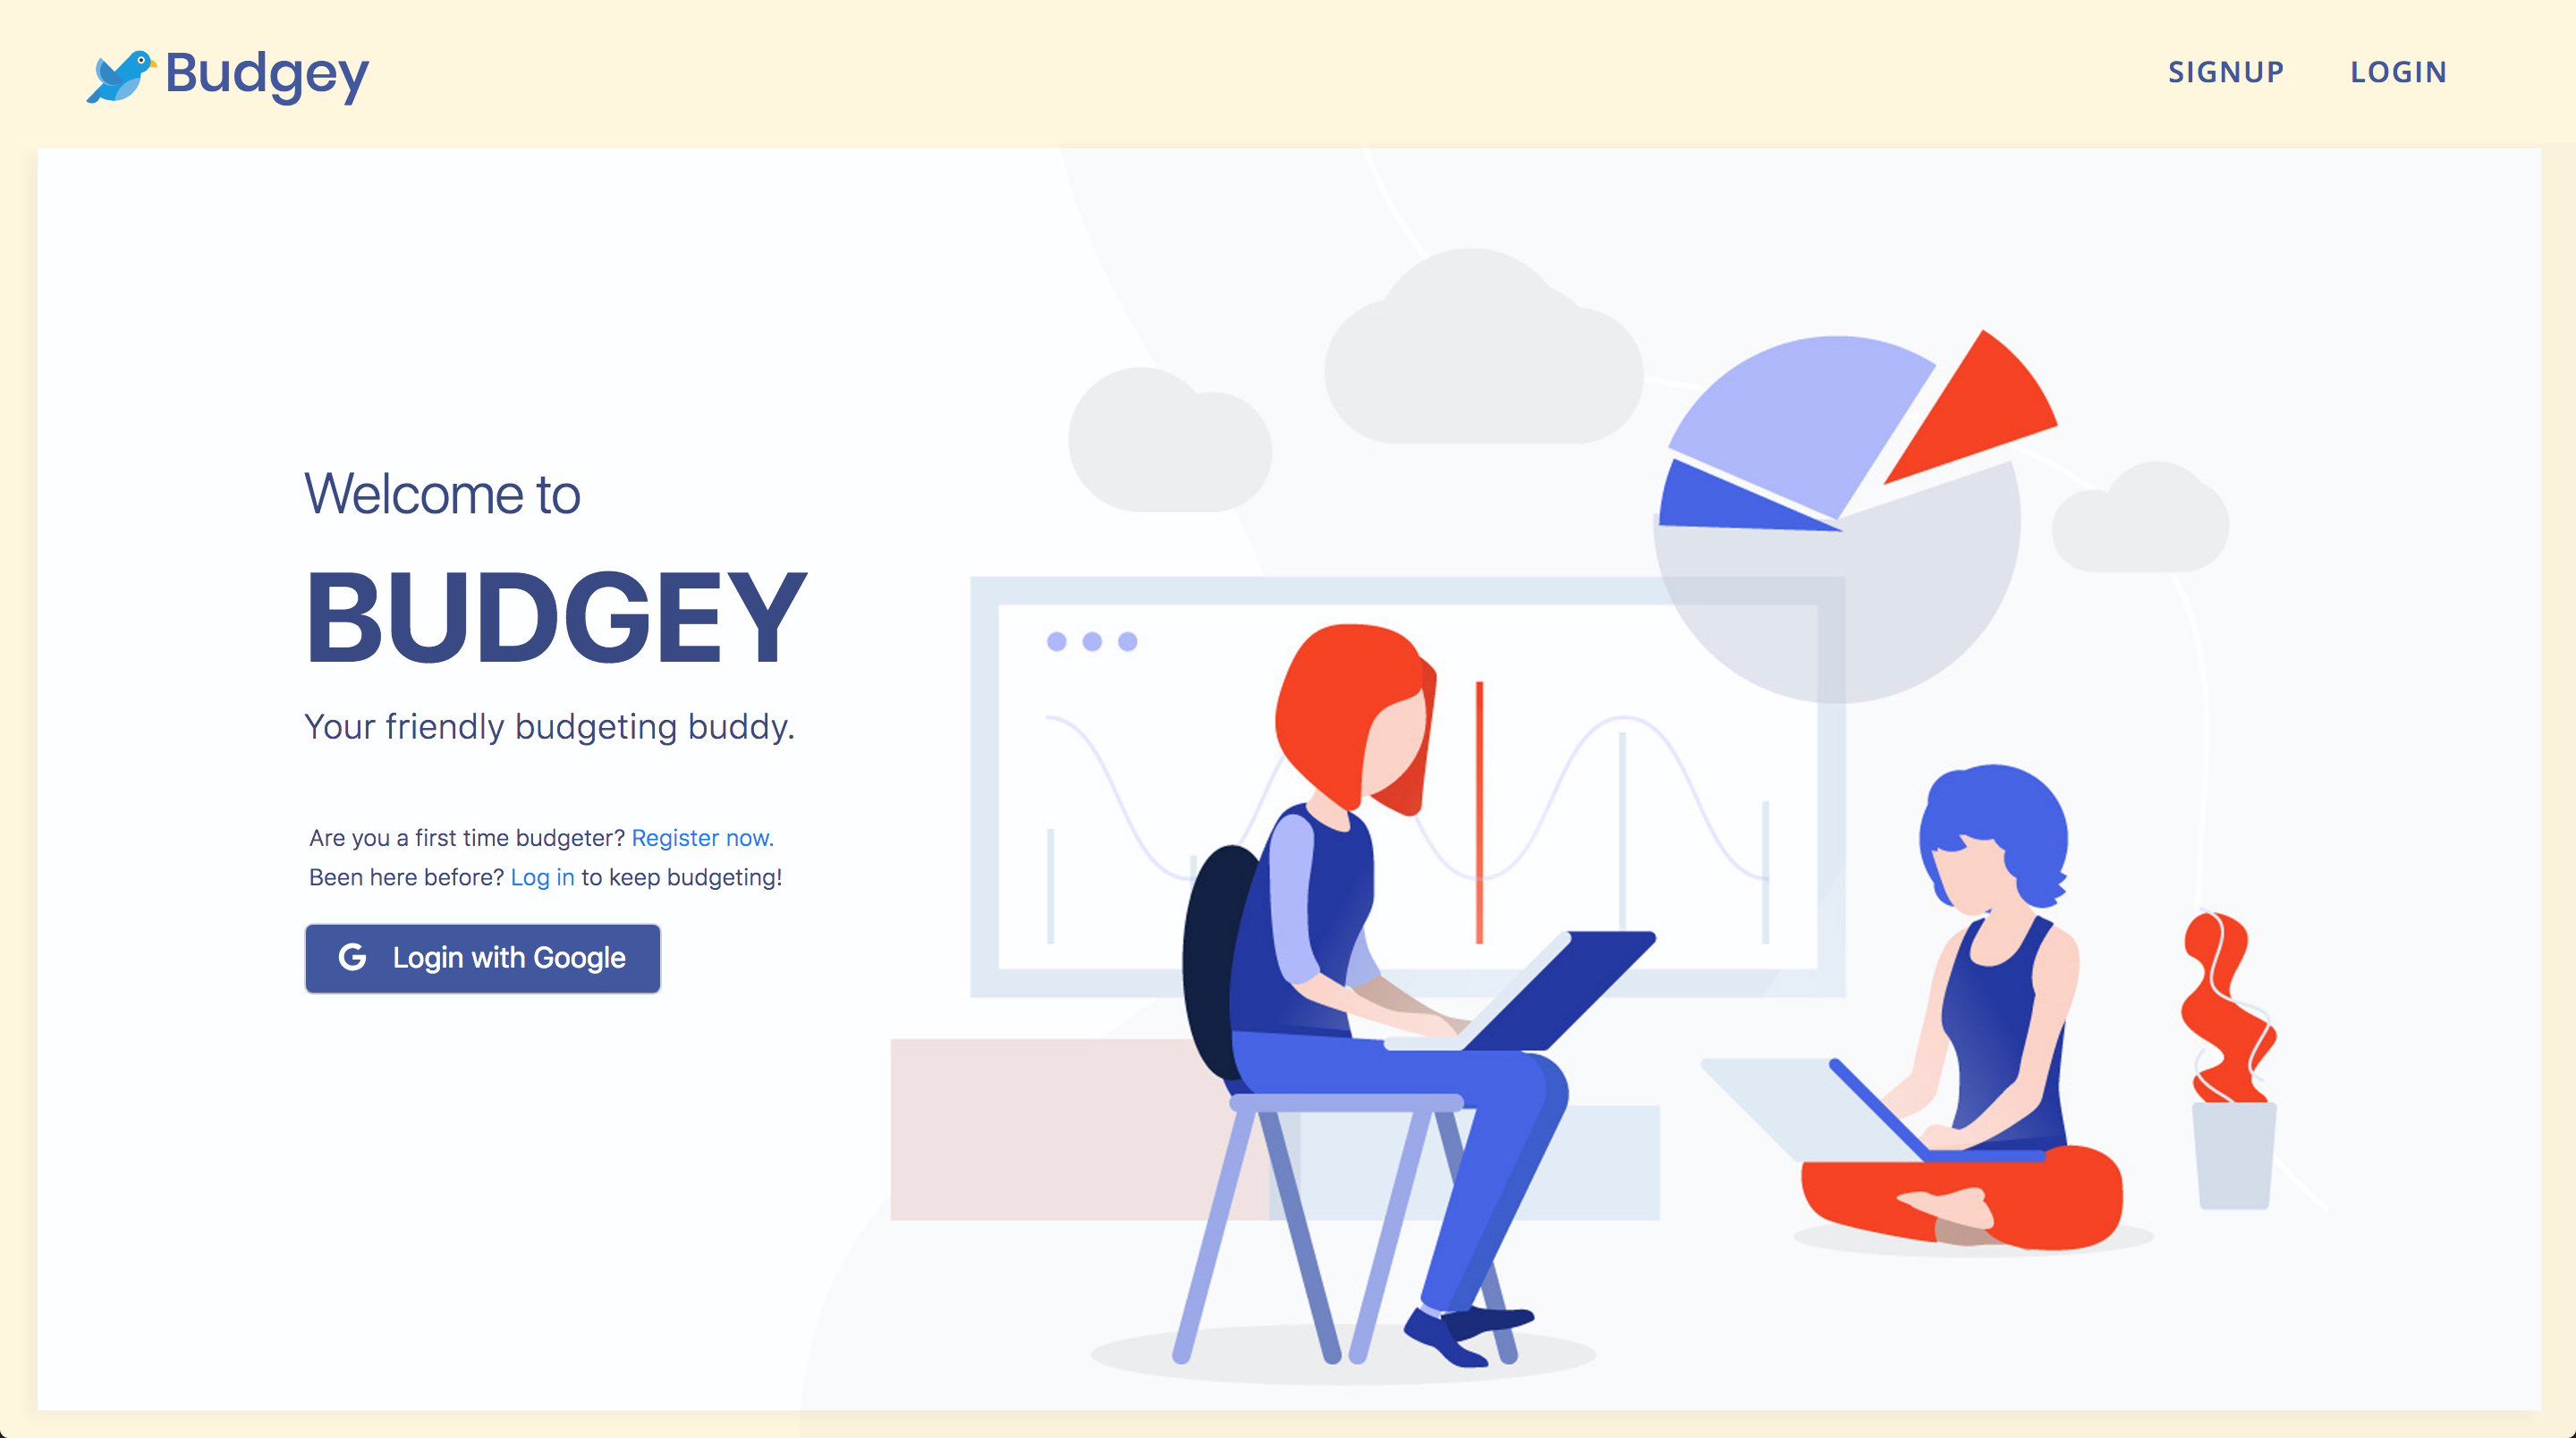 Budgey
SIGNUP LOGIN
Welcome to
BUDGEY
Your friendly budgeting buddy.
Are you a first time budgeter? Register now.
Been here before? Log in to keep budgeting!
G Login with Google